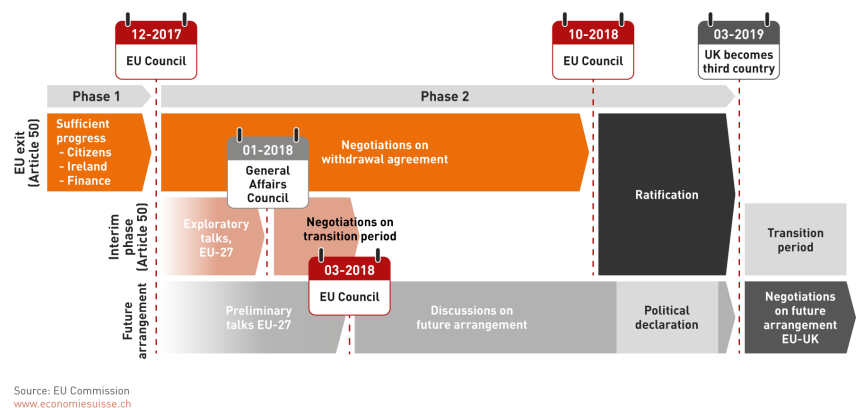 12-2017
EU Council
10-2018
EU Council
03-2019
UK becomes
third country
Phase 1
Phase 2
EU exit
(Article 50)
Sufficient
progress
- Citizens
- Ireland
- Finance
Negotiations on
withdrawal agreement
01-2018
General
Affairs
Council
Ratification
Interim
phase
(Article 50)
Exploratory
talks,
EU-27
Negotiations on
transition period
Transition
period
03-2018
EU Council
Future
arrangement
Preliminary
talks EU-27
Discussions on
future arrangement
Political
declaration
Negotiations
on future
arrangement
EU-UK
Source: EU Commission
www.economiesuisse.ch